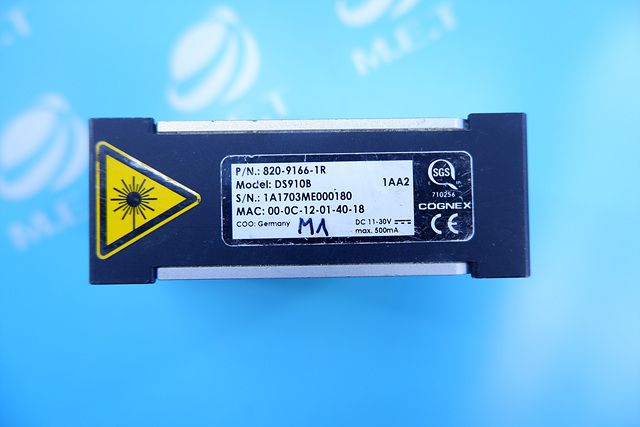 M.E.T
M.E.T
P/N.: 820-9166-1R
Model: DS910B 1AA2
S/N.: 1A1703ME000180
MAC: 00-0C-12-01-40-18
COO: Germany M1 DC 11-30V
max. 500mA
SGS
710256
COGNEX
CE